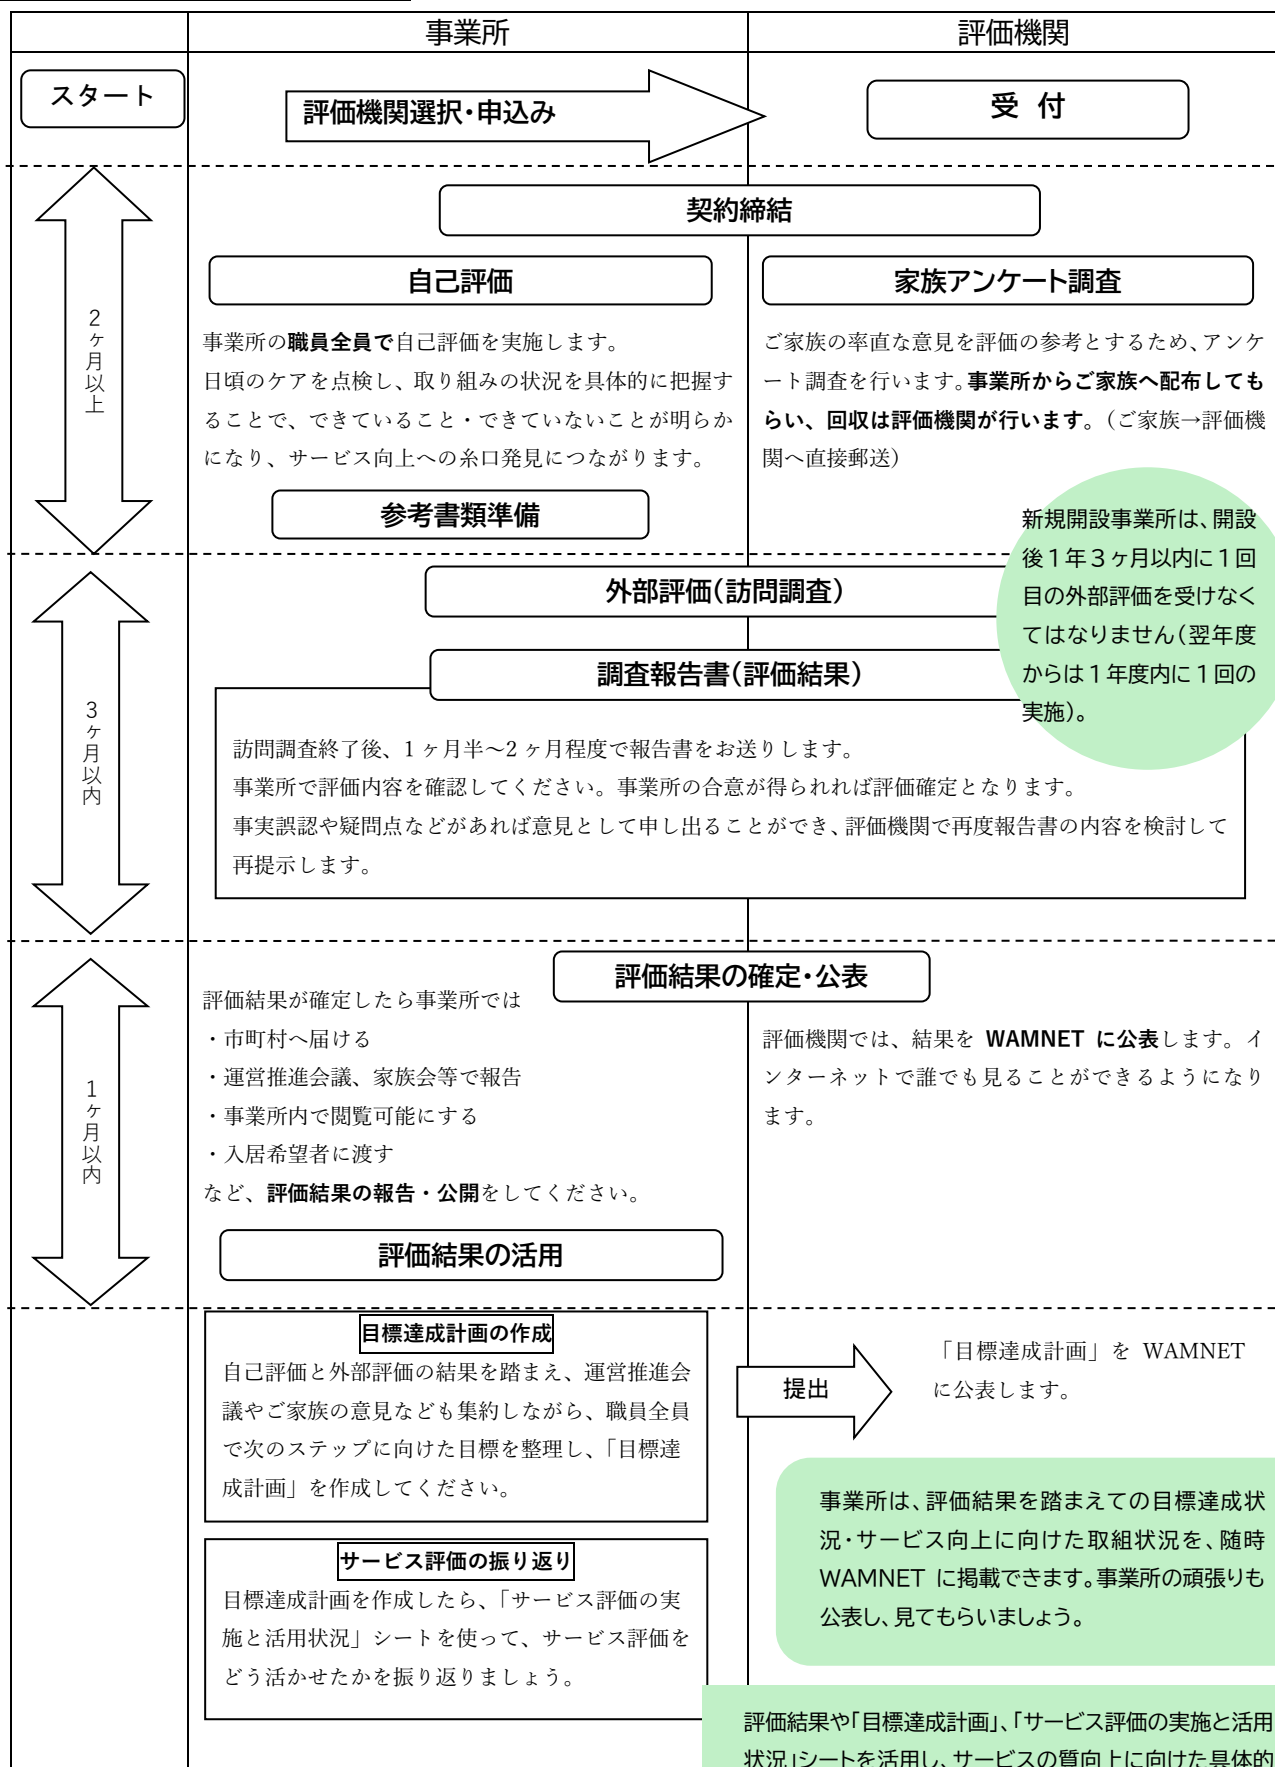 事業所
評価機関
スタート
評価機関選択・申込み
受 付
契約締結
2ヶ月以上
自己評価
事業所の職員全員で自己評価を実施します。
日頃のケアを点検し、取り組みの状況を具体的に把握す
ることで、できていること・できていないことが明らか
になり、サービス向上への糸口発見につながります。
参考書類準備
家族アンケート調査
ご家族の率直な意見を評価の参考とするため、アンケ
ート調査を行います。事業所からご家族へ配布しても
らい、回収は評価機関が行います。（ご家族→評価機
関へ直接郵送）
新規開設事業所は、開設
後１年３ヶ月以内に１回
目の外部評価を受けなく
てはなりません（翌年度
からは１年度内に１回の
実施）。
3ヶ月以内
外部評価（訪問調査）
調査報告書（評価結果）
訪問調査終了後、1 ヶ月半～2 ヶ月程度で報告書をお送りします。
事業所で評価内容を確認してください。事業所の合意が得られれば評価確定となります。
事実誤認や疑問点などがあれば意見として申し出ることができ、評価機関で再度報告書の内容を検討して
再提示します。
1ヶ月以内
評価結果の確定・公表
評価結果が確定したら事業所では
・市町村へ届ける
・運営推進会議、家族会等で報告
・事業所内で閲覧可能にする
・入居希望者に渡す
など、評価結果の報告・公開をしてください。
評価機関では、結果を WAMNET に公表します。イ
ンターネットで誰でも見ることができるようになり
ます。
評価結果の活用
目標達成計画の作成
自己評価と外部評価の結果を踏まえ、運営推進会
議やご家族の意見なども集約しながら、職員全員
で次のステップに向けた目標を整理し、「目標達
成計画」を作成してください。
提出
「目標達成計画」を WAMNET
に公表します。
事業所は、評価結果を踏まえての目標達成状
況・サービス向上に向けた取組状況を、随時
WAMNET に掲載できます。事業所の頑張りも
公表し、見てもらいましょう。
サービス評価の振り返り
目標達成計画を作成したら、「サービス評価の実
施と活用状況」シートを使って、サービス評価を
どう活かせたかを振り返りましょう。
評価結果や「目標達成計画」、「サービス評価の実施と活用
状況」シートを活用し、サービスの質向上に向けた具体的